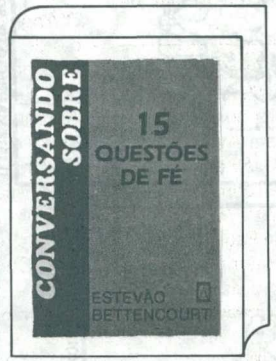 CONVERSANDO
SOBRE
15
QUESTÕES
DE FÉ
ESTEVÃO
BETTENCOURT